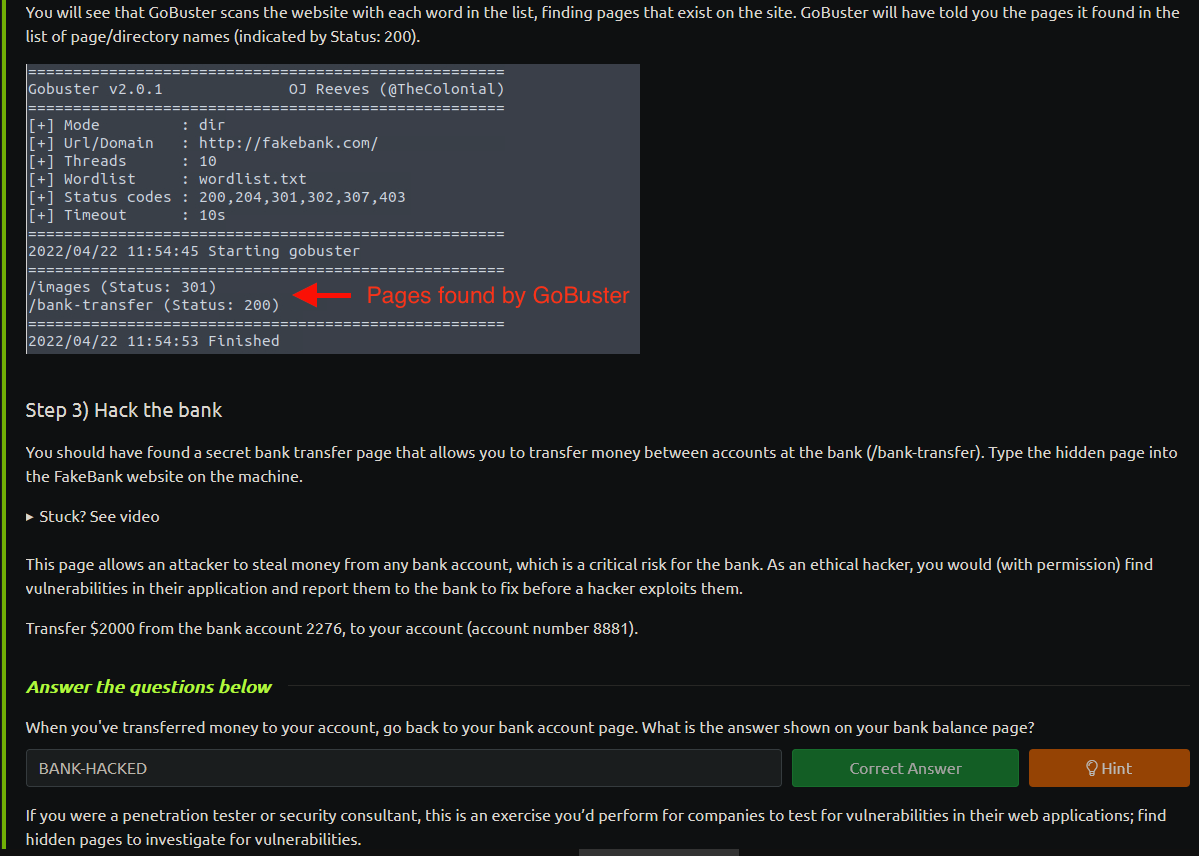 You will see that GoBuster scans the website with each word in the list, finding pages that exist on the site. GoBuster will have told you the pages it found in the
list of page/directory names (indicated by Status: 200).
=====================================================
Gobuster v2.0.1 OJ Reeves (@TheColonial)
=====================================================
[+] Mode : dir
[+] Url/Domain : http://fakebank.com/
[+] Threads : 10
[+] Wordlist : wordlist.txt
[+] Status codes : 200,204,301,302,307,403
[+] Timeout : 10s
=====================================================
2022/04/22 11:54:45 Starting gobuster
=====================================================
/images (Status: 301)
/bank-transfer (Status: 200)
Pages found by GoBuster
=====================================================
2022/04/22 11:54:53 Finished
Step 3) Hack the bank
You should have found a secret bank transfer page that allows you to transfer money between accounts at the bank (/bank-transfer). Type the hidden page into
the FakeBank website on the machine.
▸ Stuck? See video
This page allows an attacker to steal money from any bank account, which is a critical risk for the bank. As an ethical hacker, you would (with permission) find
vulnerabilities in their application and report them to the bank to fix before a hacker exploits them.
Transfer $2000 from the bank account 2276, to your account (account number 8881).
Answer the questions below
When you've transferred money to your account, go back to your bank account page. What is the answer shown on your bank balance page?
BANK-HACKED
Correct Answer
Hint
If you were a penetration tester or security consultant, this is an exercise you’d perform for companies to test for vulnerabilities in their web applications; find
hidden pages to investigate for vulnerabilities.